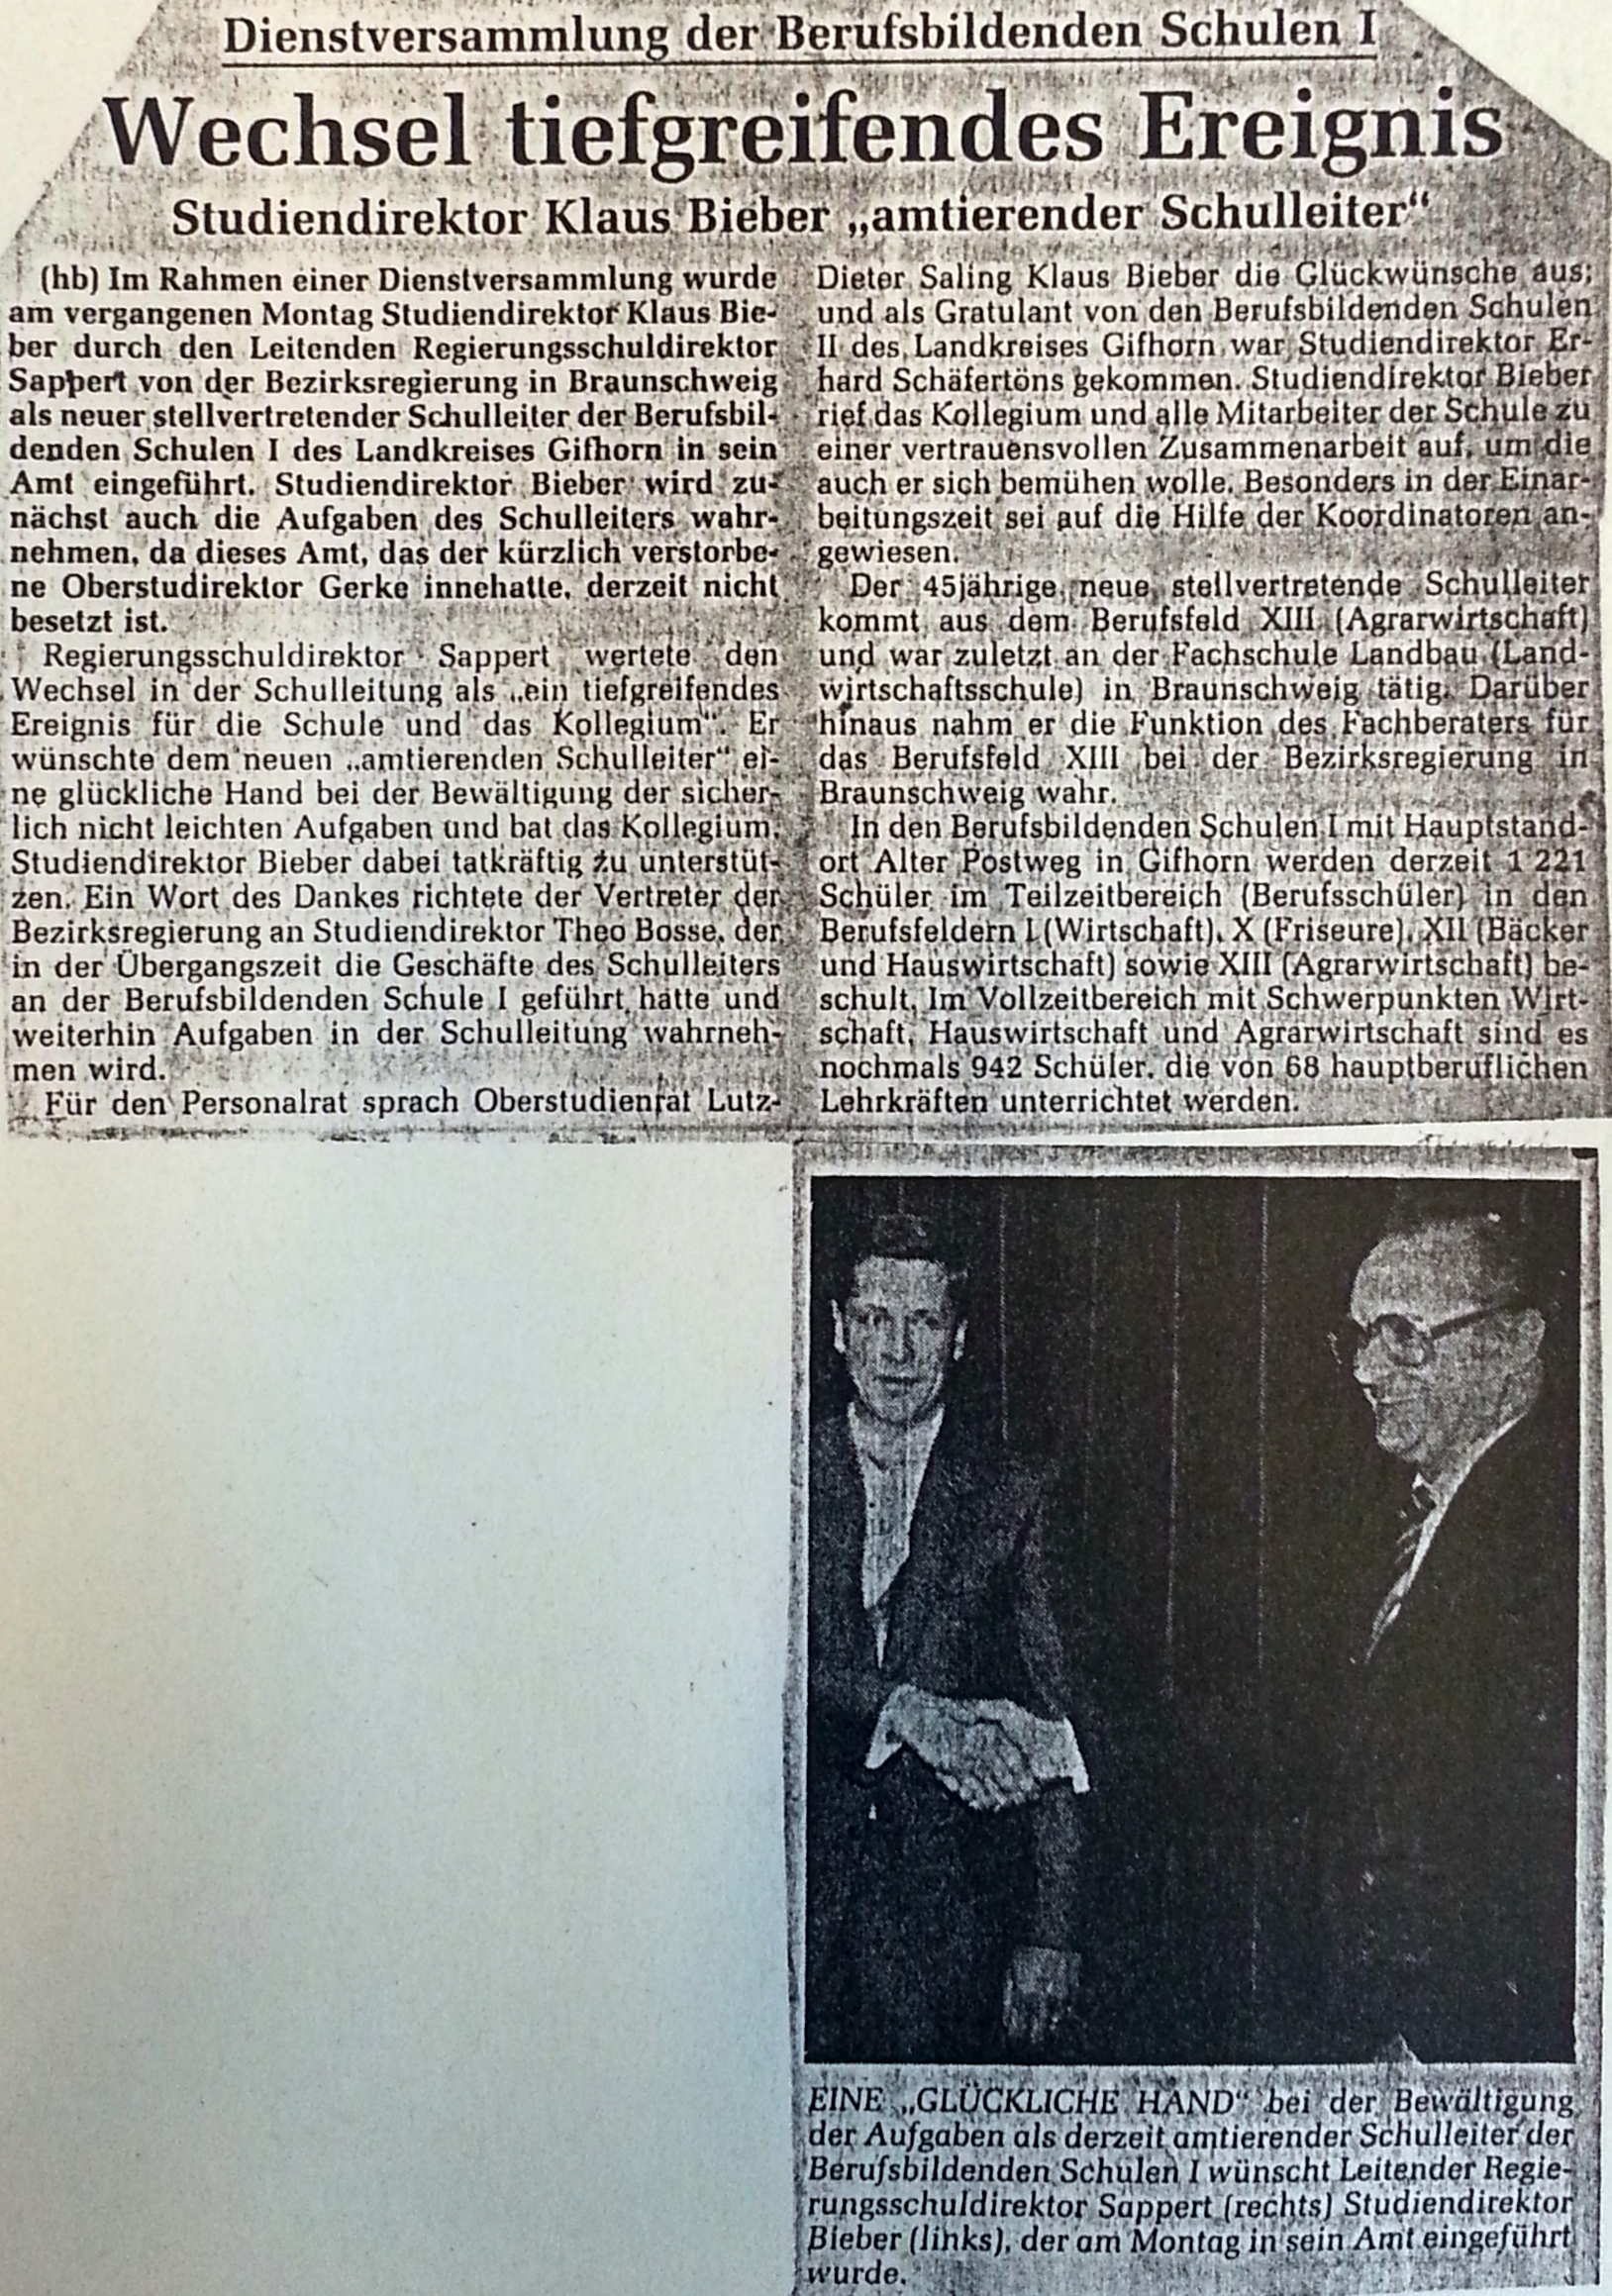 Dienstversammlung der Berufsbildenden Schulen I
Wechsel tiefgreifendes Ereignis
Studiendirektor Klaus Bieber „amtierender Schulleiter“
(hb) Im Rahmen einer Dienstversammlung wurde
am vergangenen Montag Studiendirektor Klaus Bie-
ber durch den Leitenden Regierungsschuldirektor
Sappert von der Bezirksregierung in Braunschweig
als neuer stellvertretender Schulleiter der Berufsbil-
denden Schulen I des Landkreises Gifhorn in sein
Amt eingeführt. Studiendirektor Bieber wird zu-
nächst auch die Aufgaben des Schulleiters wahr-
nehmen, da dieses Amt, das der kürzlich verstorbe-
ne Oberstudirektor Gerke innehatte, derzeit nicht
besetzt ist.
Regierungsschuldirektor Sappert wertete den
Wechsel in der Schulleitung als „ein tiefgreifendes
Ereignis für die Schule und das Kollegium“. Er
wünschte dem neuen „amtierenden Schulleiter“ ei-
ne glückliche Hand bei der Bewältigung der sicher-
lich nicht leichten Aufgaben und bat das Kollegium,
Studiendirektor Bieber dabei tatkräftig zu unterstüt-
zen. Ein Wort des Dankes richtete der Vertreter der
Bezirksregierung an Studiendirektor Theo Bosse, der
in der Übergangszeit die Geschäfte des Schulleiters
an der Berufsbildenden Schule I geführt hatte und
weiterhin Aufgaben in der Schulleitung wahrneh-
men wird.
Für den Personalrat sprach Oberstudienrat Lutz-
Dieter Saling Klaus Bieber die Glückwünsche aus;
und als Gratulant von den Berufsbildenden Schulen
II des Landkreises Gifhorn war Studiendirektor Er-
hard Schäfertöns gekommen. Studiendirektor Bieber
rief das Kollegium und alle Mitarbeiter der Schule zu
einer vertrauensvollen Zusammenarbeit auf, um die
auch er sich bemühen wolle. Besonders in der Einar-
beitungszeit sei auf die Hilfe der Koordinatoren an-
gewiesen.
Der 45jährige neue stellvertretende Schulleiter
kommt aus dem Berufsfeld XIII (Agrarwirtschaft)
und war zuletzt an der Fachschule Landbau (Land-
wirtschaftsschule) in Braunschweig tätig. Darüber
hinaus nahm er die Funktion des Fachberaters für
das Berufsfeld XIII bei der Bezirksregierung in
Braunschweig wahr.
In den Berufsbildenden Schulen I mit Hauptstand-
ort Alter Postweg in Gifhorn werden derzeit 1 221
Schüler im Teilzeitbereich (Berufsschüler) in den
Berufsfeldern I (Wirtschaft), X (Friseure), XII (Bäcker
und Hauswirtschaft) sowie XIII (Agrarwirtschaft) be-
schult. Im Vollzeitbereich mit Schwerpunkten Wirt-
schaft, Hauswirtschaft und Agrarwirtschaft sind es
nochmals 942 Schüler, die von 68 hauptberuflichen
Lehrkräften unterrichtet werden.
EINE „GLÜCKLICHE HAND“ bei der Bewältigung
der Aufgaben als derzeit amtierender Schulleiter der
Berufsbildenden Schulen I wünscht Leitender Regie-
rungsschuldirektor Sappert (rechts) Studiendirektor
Bieber (links), der am Montag in sein Amt eingeführt
wurde.